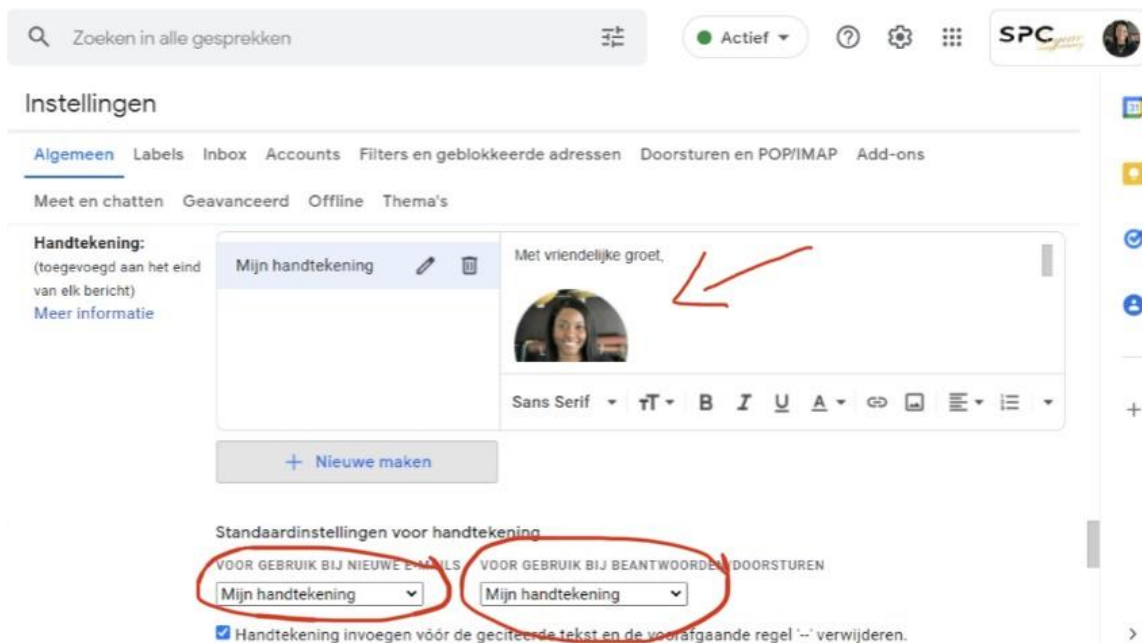 Zoeken in alle gesprekken
Actief
SPC
Instellingen
Algemeen Labels Inbox Accounts Filters en geblokkeerde adressen Doorsturen en POP/IMAP Add-ons
Meet en chatten Geavanceerd Offline Thema's
Handtekening:
(toegevoegd aan het eind
van elk bericht)
Meer informatie
Mijn handtekening
Met vriendelijke groet,
Sans Serif
B I U A
+ Nieuwe maken
Standaardinstellingen voor handtekening
VOOR GEBRUIK BIJ NIEUWE E-MAILS VOOR GEBRUIK BIJ BEANTWOORDEN/DOORSTUREN
Mijn handtekening Mijn handtekening
Handtekening invoegen vóór de geciteerde tekst en de voorafgaande regel '--' verwijderen.